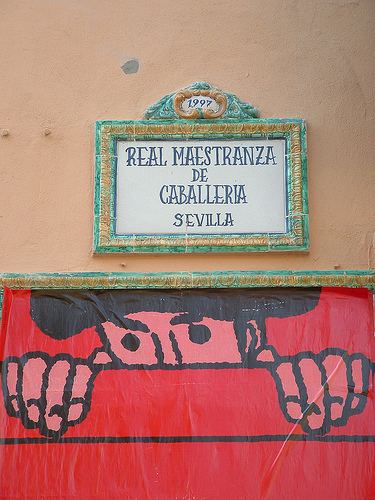 1997
REAL MAESTRANZA
DE
CABALLERIA
SEVILLA